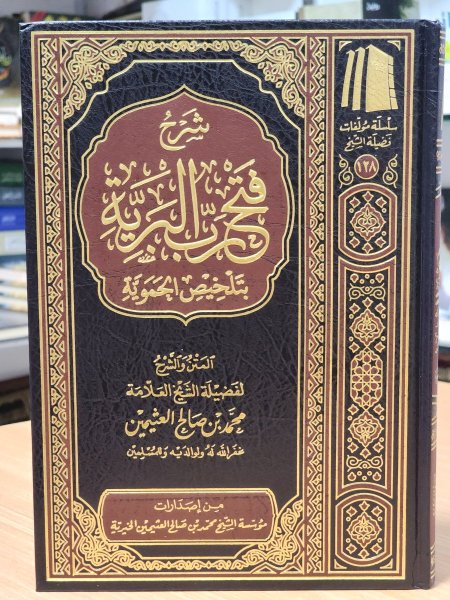 سلسلة مؤلفات
فضيلة الشيخ
١٢٨
شرح
فتح رب البرية
بتلخيص الحموية
المتن والشرح
لفضيلة الشيخ العلامة
محمد بن صالح العثيمين
غفر الله له ولوالديه وللمسلمين
من إصدارات
مؤسسة الشيخ محمد بن صالح العثيمين الخيرية